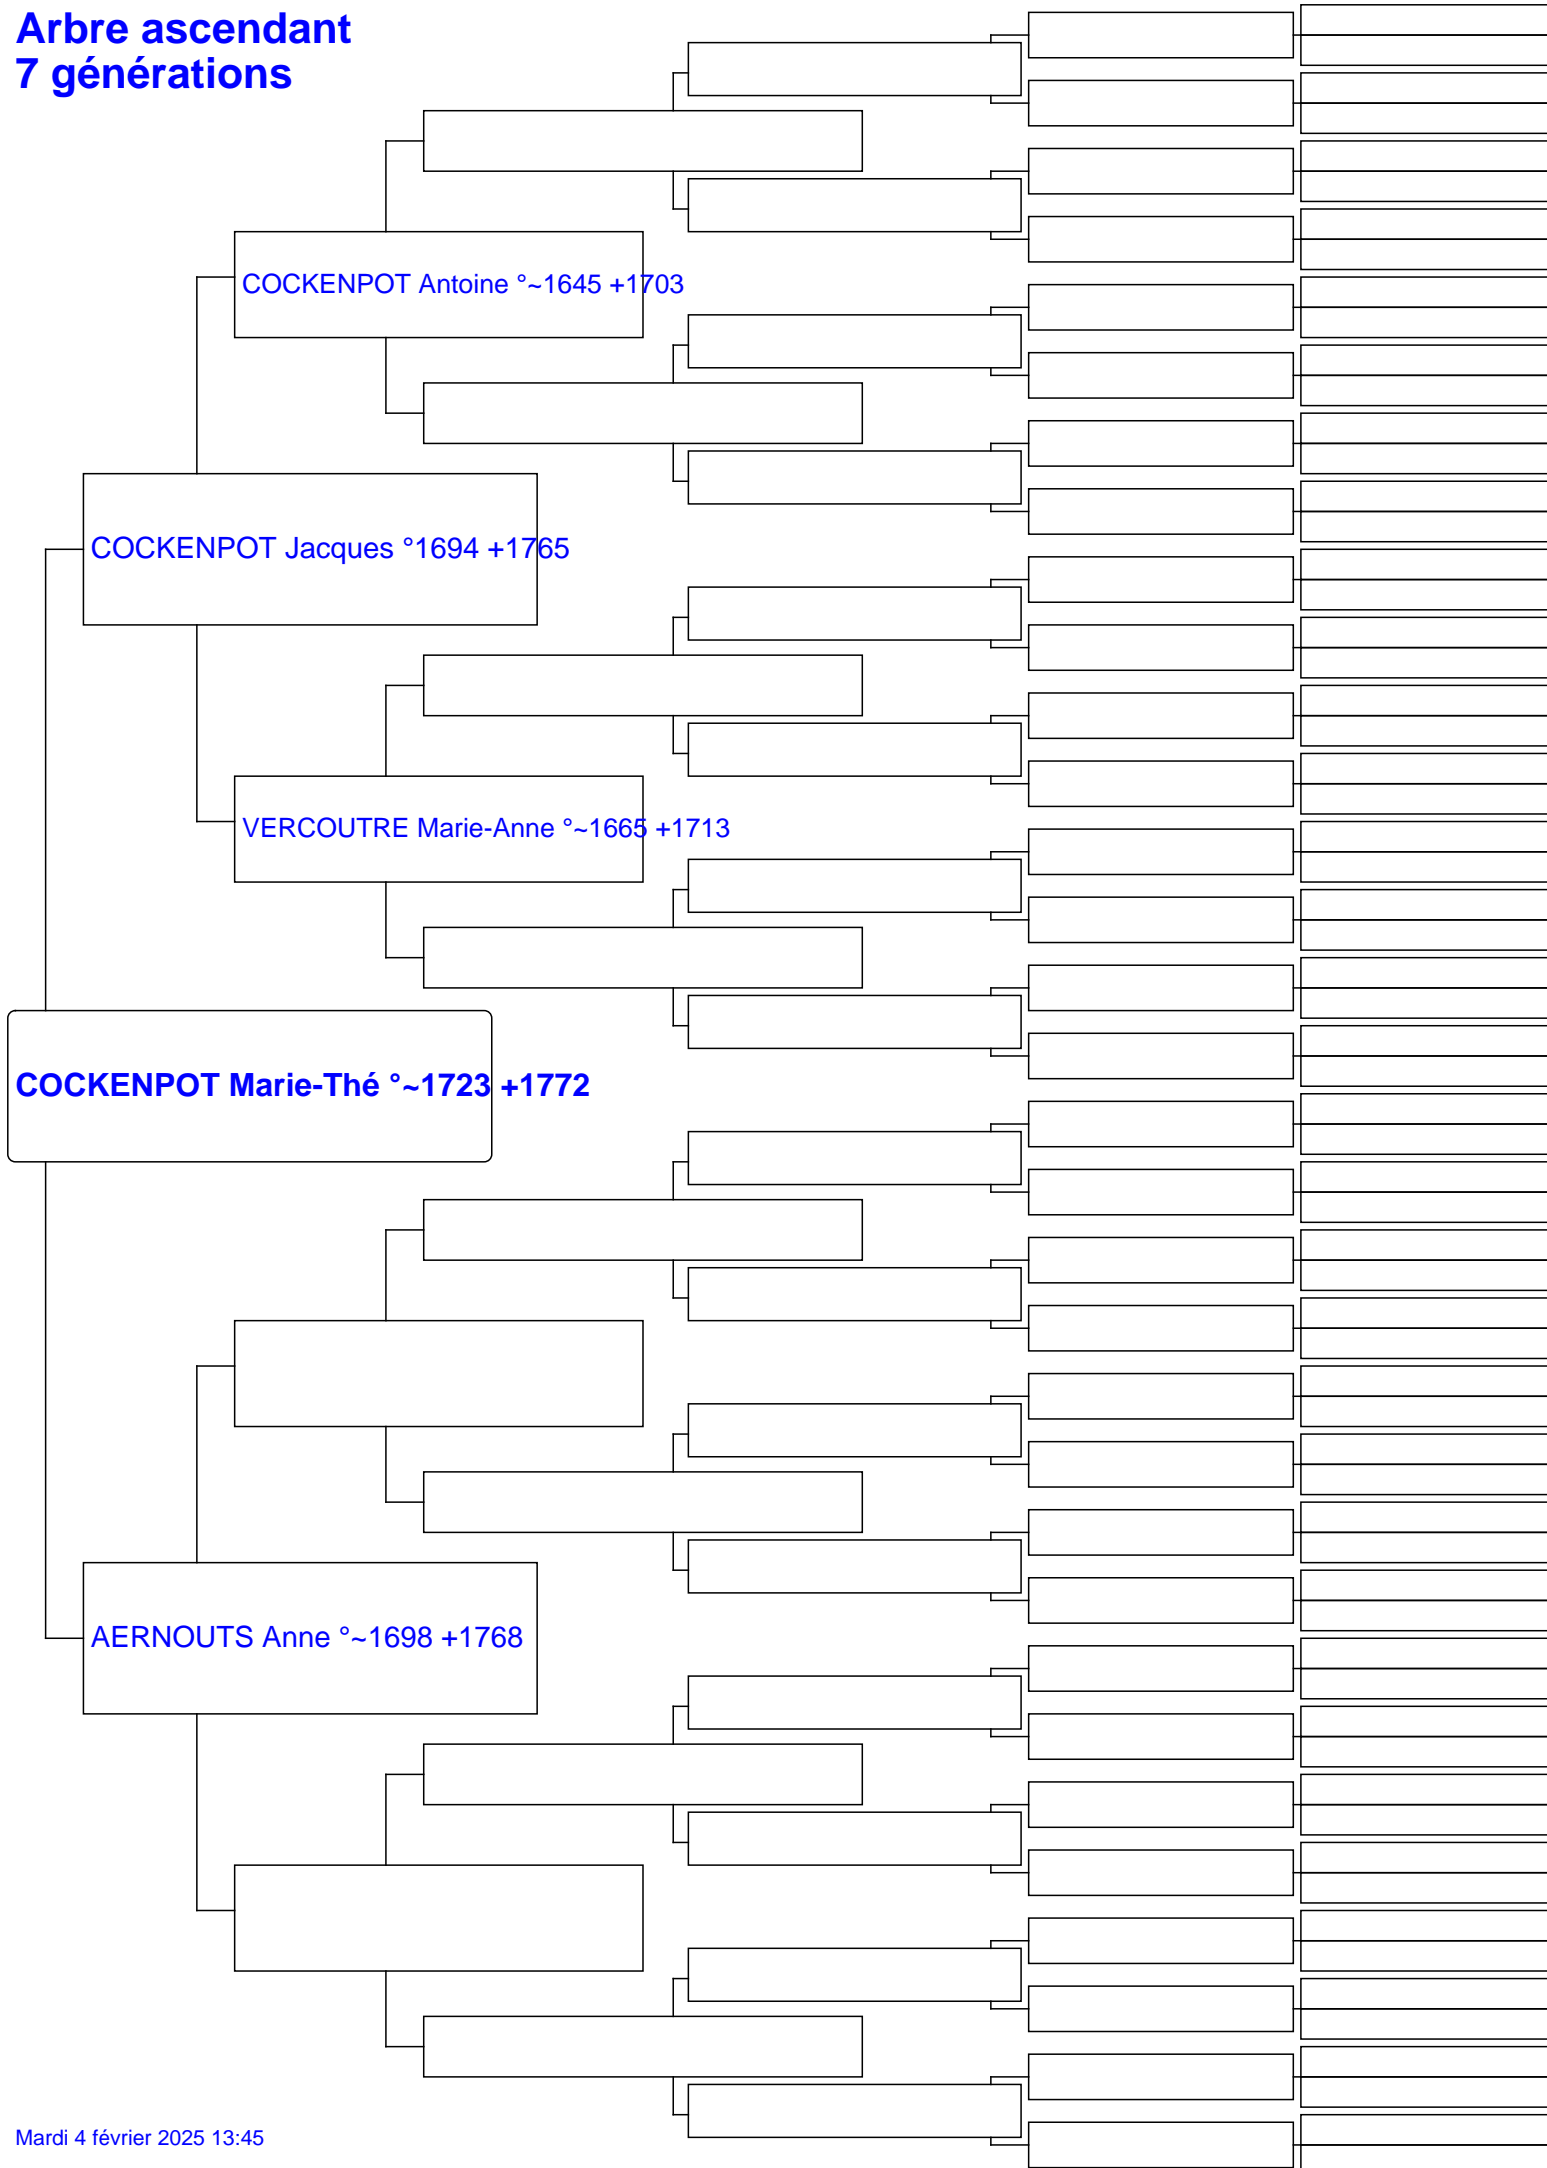 Arbre ascendant
7 générations
COCKENPOT Antoine °~1645 +1703
COCKENPOT Jacques °1694 +1765
VERCOUTRE Marie-Anne °~1665 +1713
COCKENPOT Marie-Thé °~1723 +1772
AERNOUTS Anne °~1698 +1768
Mardi 4 février 2025 13:45